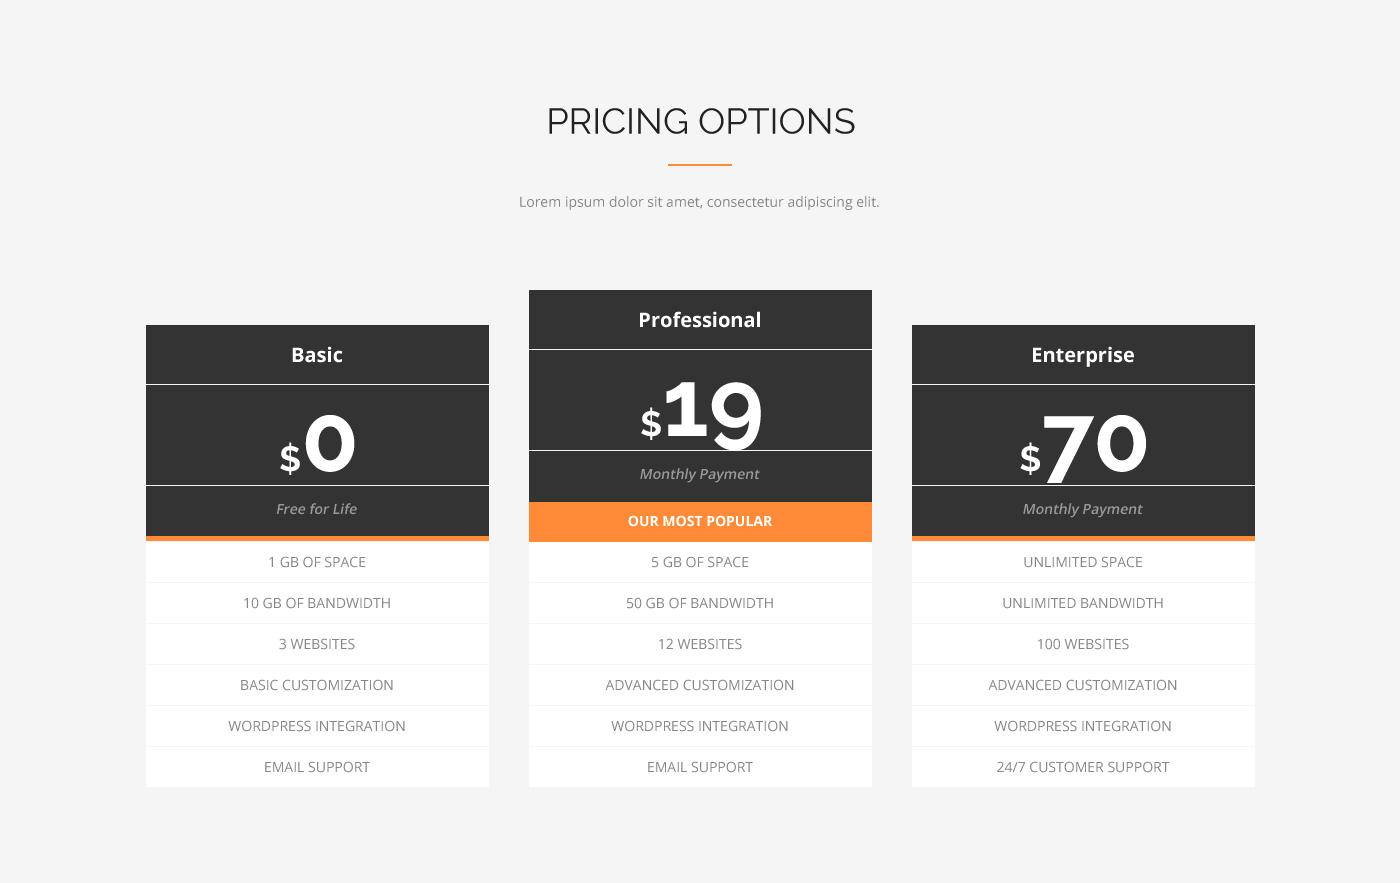 PRICING OPTIONS
Lorem ipsum dolor sit amet, consectetur adipiscing elit.
Basic
$0
Free for Life
1 GB OF SPACE
10 GB OF BANDWIDTH
3 WEBSITES
BASIC CUSTOMIZATION
WORDPRESS INTEGRATION
EMAIL SUPPORT
Professional
$19
Monthly Payment
OUR MOST POPULAR
5 GB OF SPACE
50 GB OF BANDWIDTH
12 WEBSITES
ADVANCED CUSTOMIZATION
WORDPRESS INTEGRATION
EMAIL SUPPORT
Enterprise
$70
Monthly Payment
UNLIMITED SPACE
UNLIMITED BANDWIDTH
100 WEBSITES
ADVANCED CUSTOMIZATION
WORDPRESS INTEGRATION
24/7 CUSTOMER SUPPORT